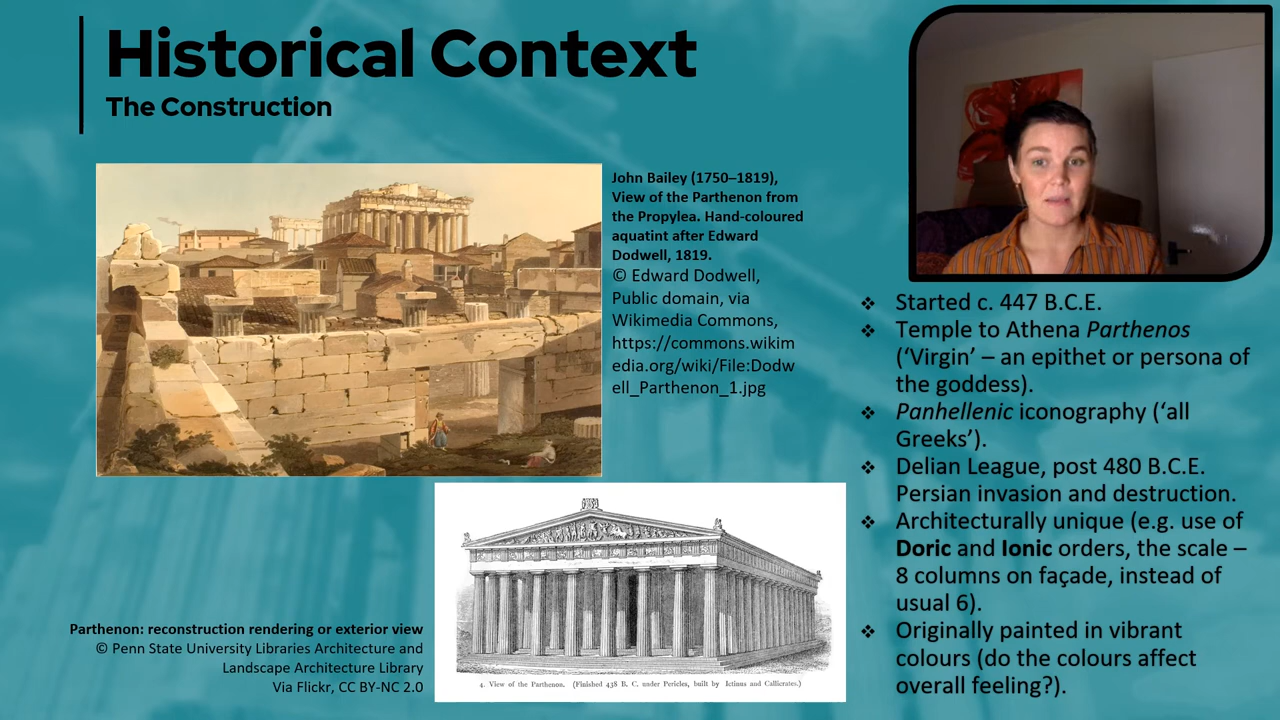 Historical Context
The Construction
John Bailey (1750–1819),
View of the Parthenon from
the Propylea. Hand-coloured
aquatint after Edward
Dodwell, 1819.
© Edward Dodwell,
Public domain, via
Wikimedia Commons,
https://commons.wikim
edia.org/wiki/File:Dodw
ell_Parthenon_1.jpg
Parthenon: reconstruction rendering or exterior view
© Penn State University Libraries Architecture and
Landscape Architecture Library
Via Flickr, CC BY-NC 2.0
4. View of the Parthenon. (Finished 438 B. C. under Pericles, built by Ictinus and Callicrates.)
❖ Started c. 447 B.C.E.
❖ Temple to Athena Parthenos
(‘Virgin’ – an epithet or persona of
the goddess).
❖ Panhellenic iconography (‘all
Greeks’).
❖ Delian League, post 480 B.C.E.
Persian invasion and destruction.
❖ Architecturally unique (e.g. use of
Doric and Ionic orders, the scale –
8 columns on façade, instead of
usual 6).
❖ Originally painted in vibrant
colours (do the colours affect
overall feeling?).